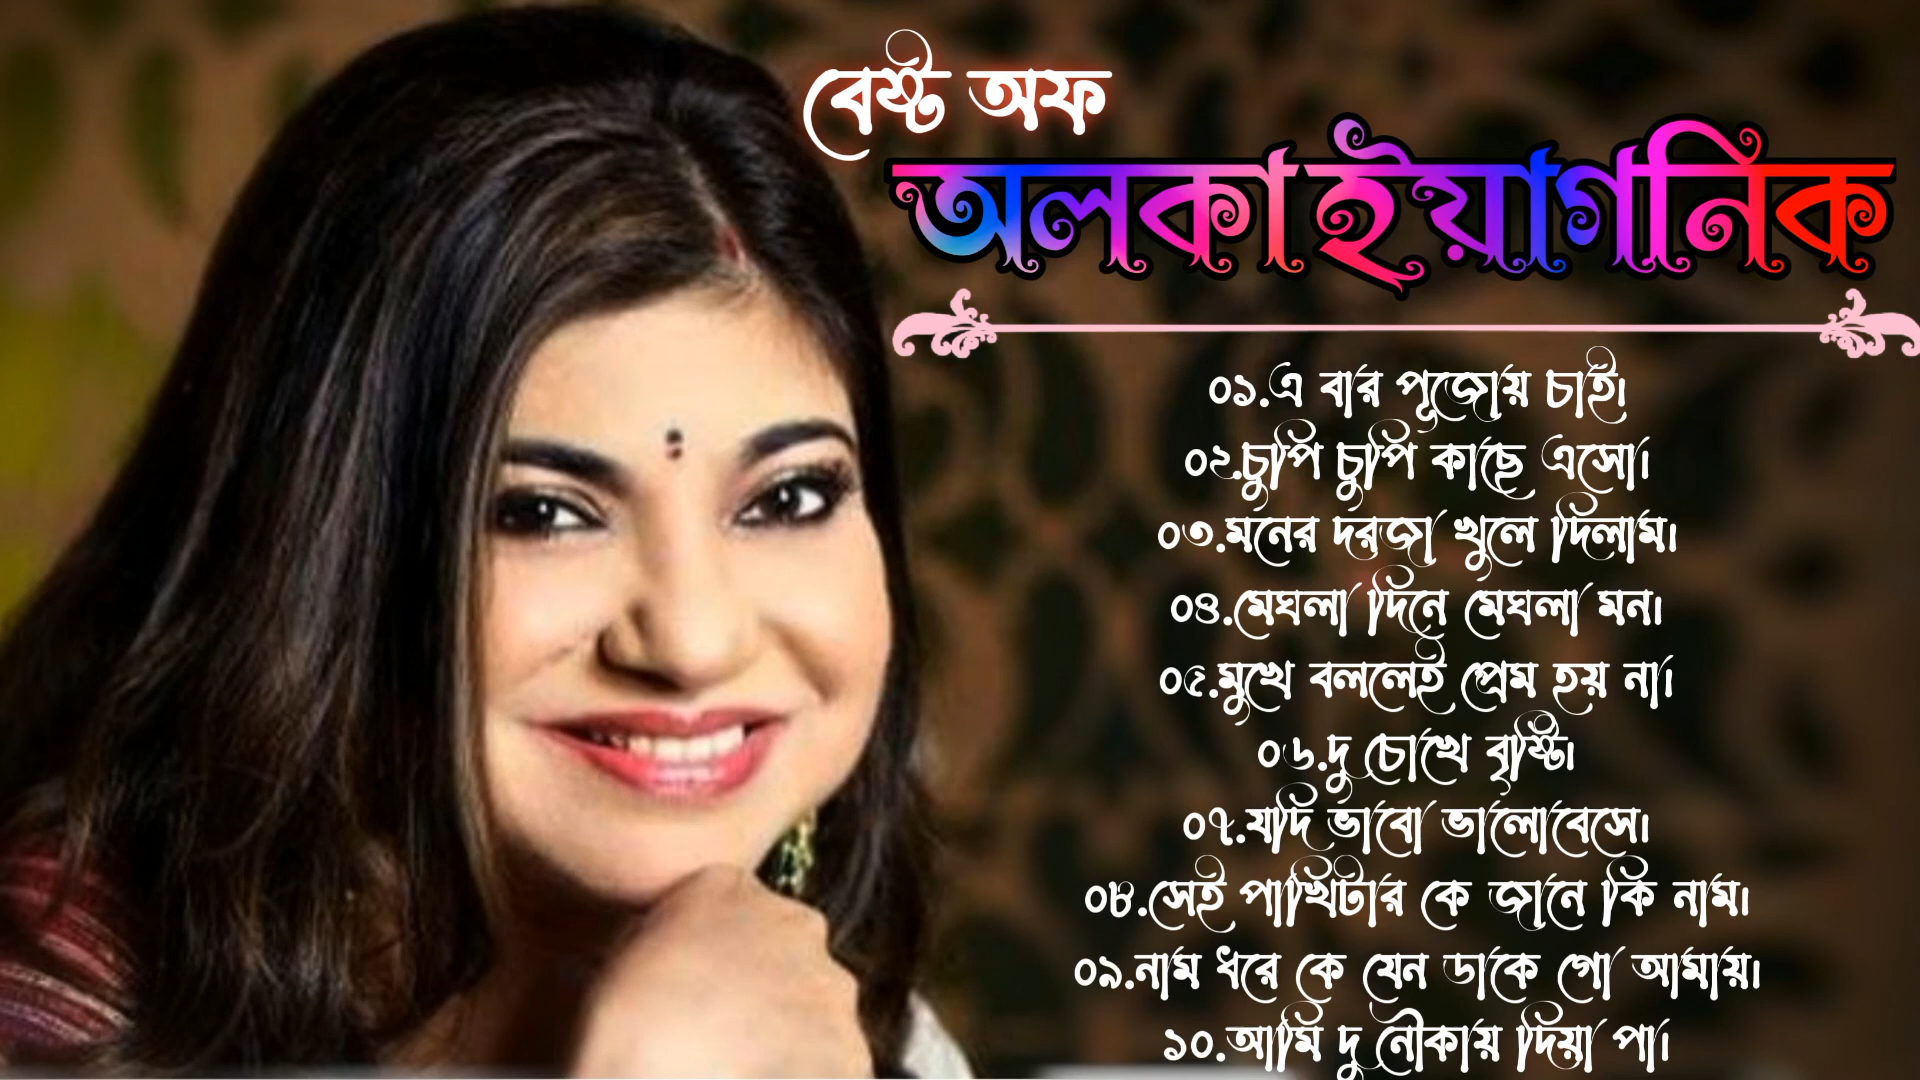 বেষ্ট অফ
অলকা ইয়াগনিক
০১.এ বার পূজোয় চাই।
০২.চুপি চুপি কাছে এসো।
০৩.মনের দরজা খুলে দিলাম।
০৪.মেঘলা দিনে মেঘলা মন।
০৫.মুখে বললেই প্রেম হয় না।
০৬.দু চোখে বৃষ্টি।
০৭.যদি ভাবো ভালোবেসে।
০৮.সেই পাখিটার কে জানে কি নাম।
০৯.নাম ধরে কে যেন ডাকে গো আমায়।
১০.আমি দু নৌকায় দিয়া পা।